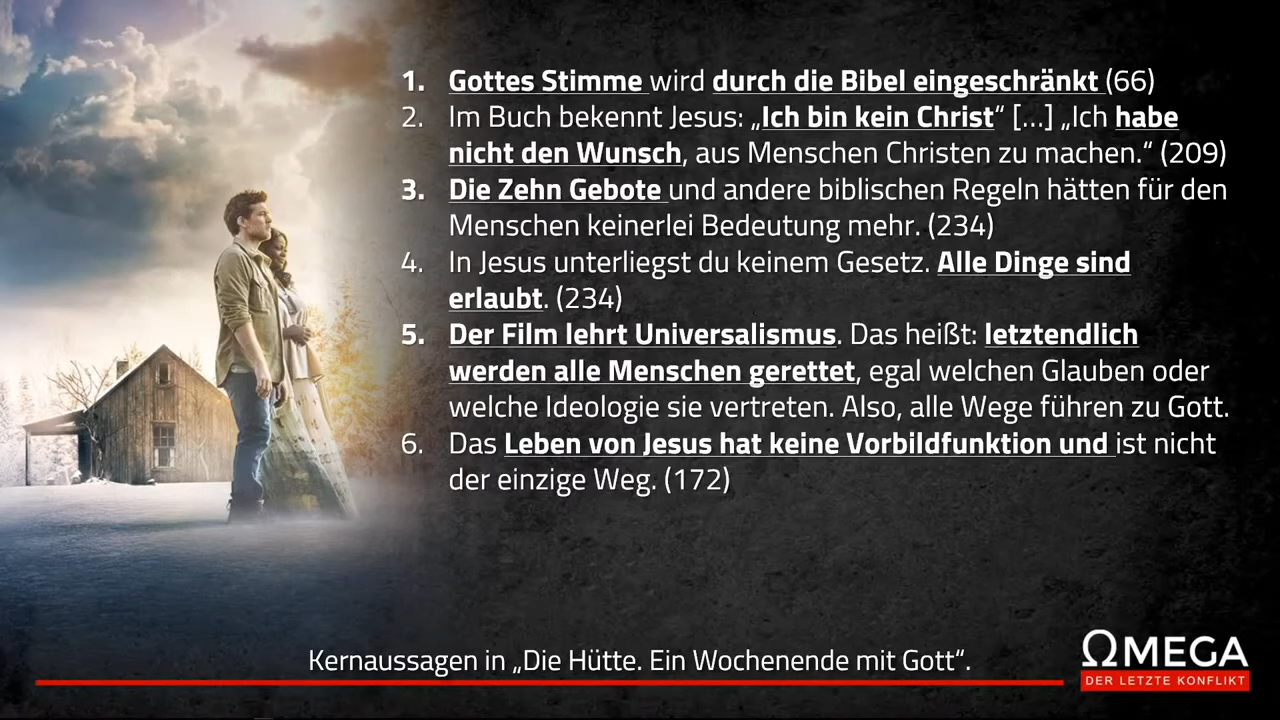 1. Gottes Stimme wird durch die Bibel eingeschränkt (66)
2. Im Buch bekennt Jesus: „Ich bin kein Christ“ [...] „Ich habe
nicht den Wunsch, aus Menschen Christen zu machen.“ (209)
3. Die Zehn Gebote und andere biblischen Regeln hätten für den
Menschen keinerlei Bedeutung mehr. (234)
4. In Jesus unterliegst du keinem Gesetz. Alle Dinge sind
erlaubt. (234)
5. Der Film lehrt Universalismus. Das heißt: letztendlich
werden alle Menschen gerettet, egal welchen Glauben oder
welche Ideologie sie vertreten. Also, alle Wege führen zu Gott.
6. Das Leben von Jesus hat keine Vorbildfunktion und ist nicht
der einzige Weg. (172)
Kernaussagen in „Die Hütte. Ein Wochenende mit Gott“.
ΩMEGA
DER LETZTE KONFLIKT